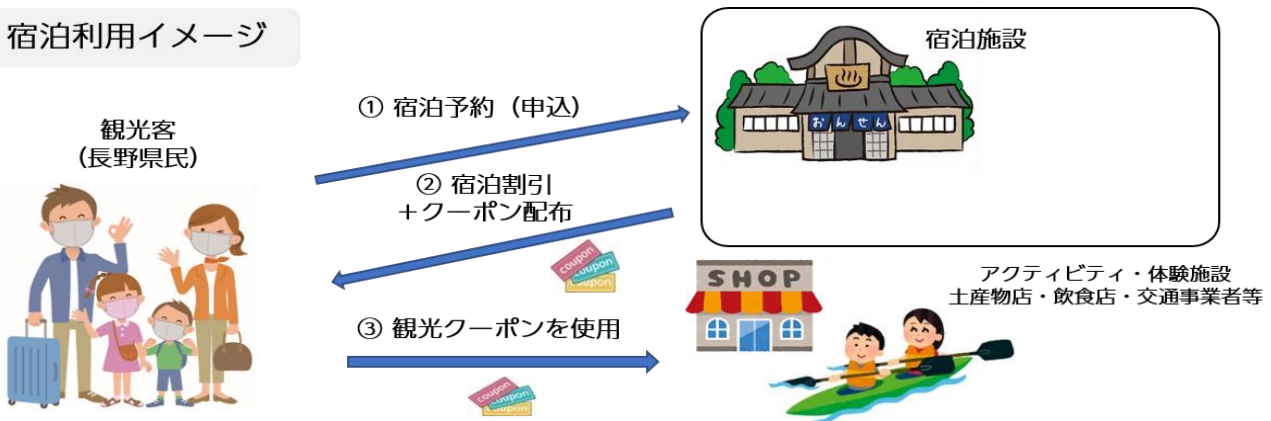 宿泊利用イメージ
宿泊施設
おんせん
① 宿泊予約（申込）
観光客
（長野県民）
② 宿泊割引
＋クーポン配布
coupon
coupon
coupon
SHOP
アクティビティ・体験施設
土産物店・飲食店・交通事業者等
③ 観光クーポンを使用
coupon
coupon
coupon